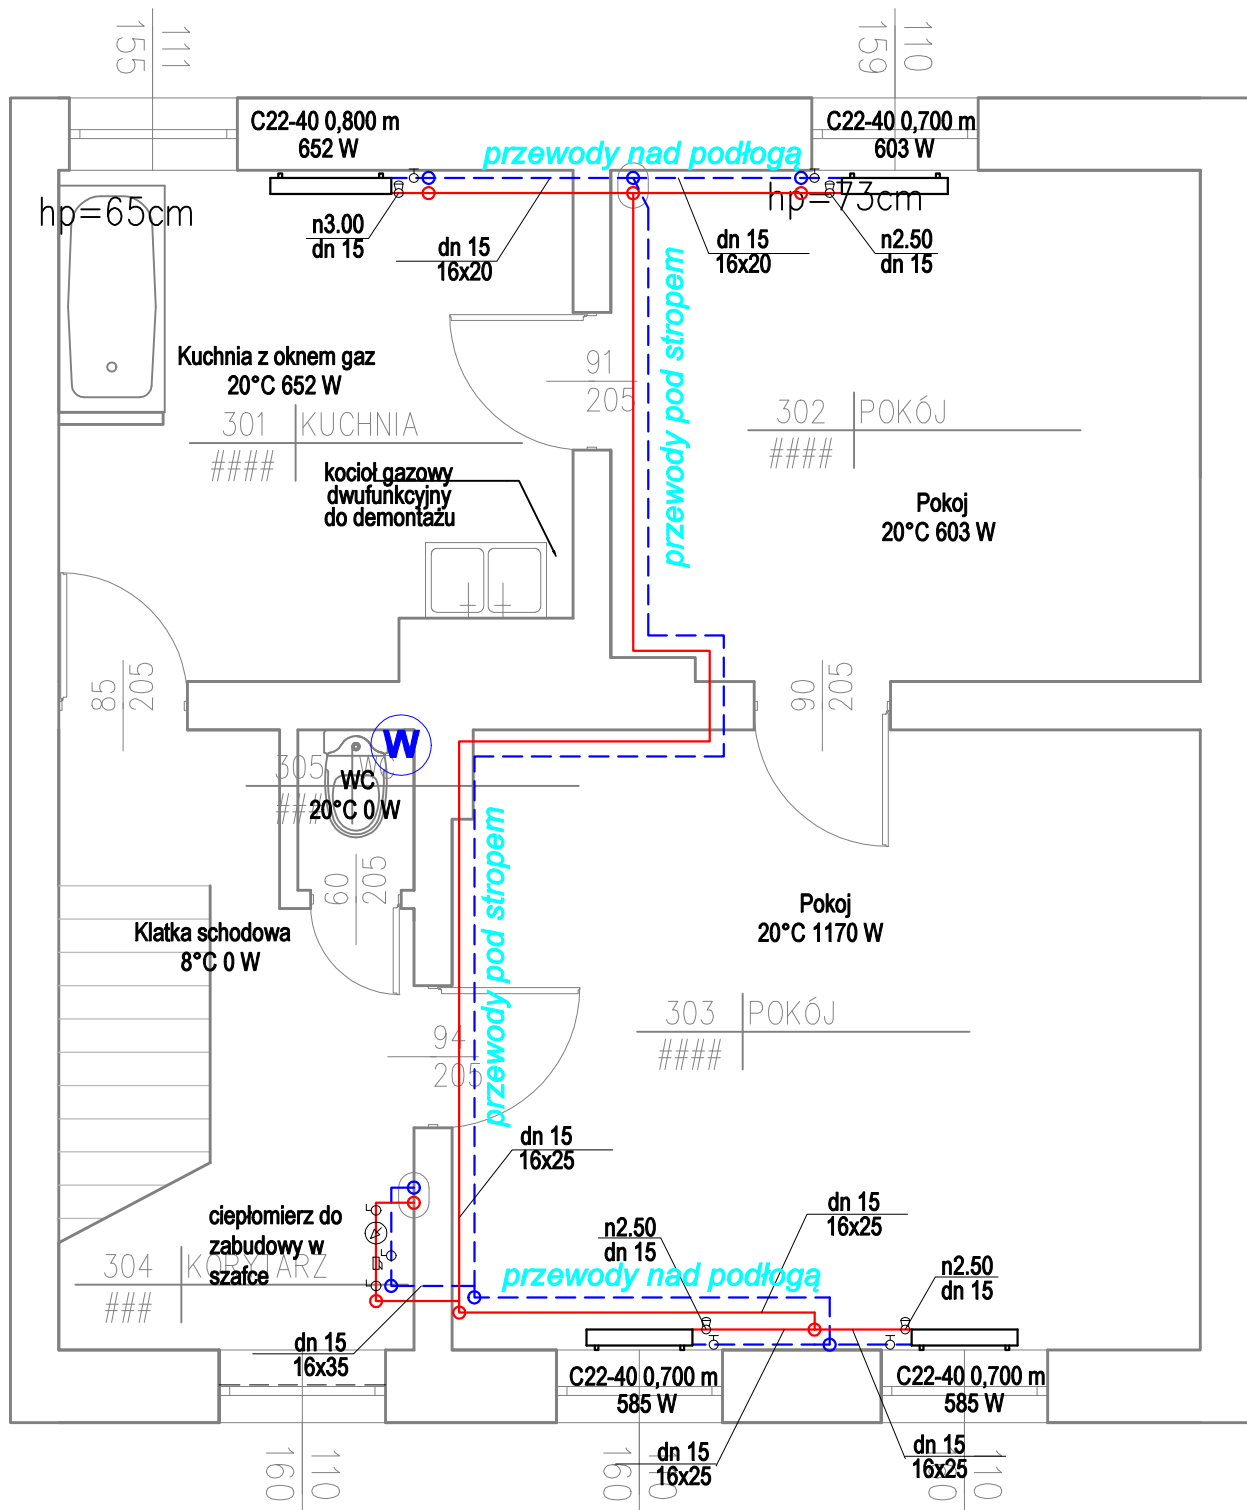 111
155
110
159
C22-40 0,800 m
652 W
C22-40 0,700 m
603 W
przewody nad podłogą
hp=65cm
hp=73cm
n3.00
dn 15
dn 15
16x20
dn 15
16x20
n2.50
dn 15
przewody pod stropem
Kuchnia z oknem gaz
20°C 652 W
91
205
301 KUCHNIA
####
302 POKÓJ
####
kocioł gazowy
dwufunkcyjny
do demontażu
Pokoj
20°C 603 W
85
205
90
205
W
305 WC
###
WC
20°C 0 W
60
205
przewody pod stropem
Klatka schodowa
8°C 0 W
Pokoj
20°C 1170 W
94
205
303 POKÓJ
####
dn 15
16x25
ciepłomierz do
zabudowy w
szafce
304 KORYTARZ
###
n2.50
dn 15
dn 15
16x25
przewody nad podłogą
n2.50
dn 15
dn 15
16x35
C22-40 0,700 m
585 W
C22-40 0,700 m
585 W
dn 15
16x25
dn 15
16x25
110
160
160
110